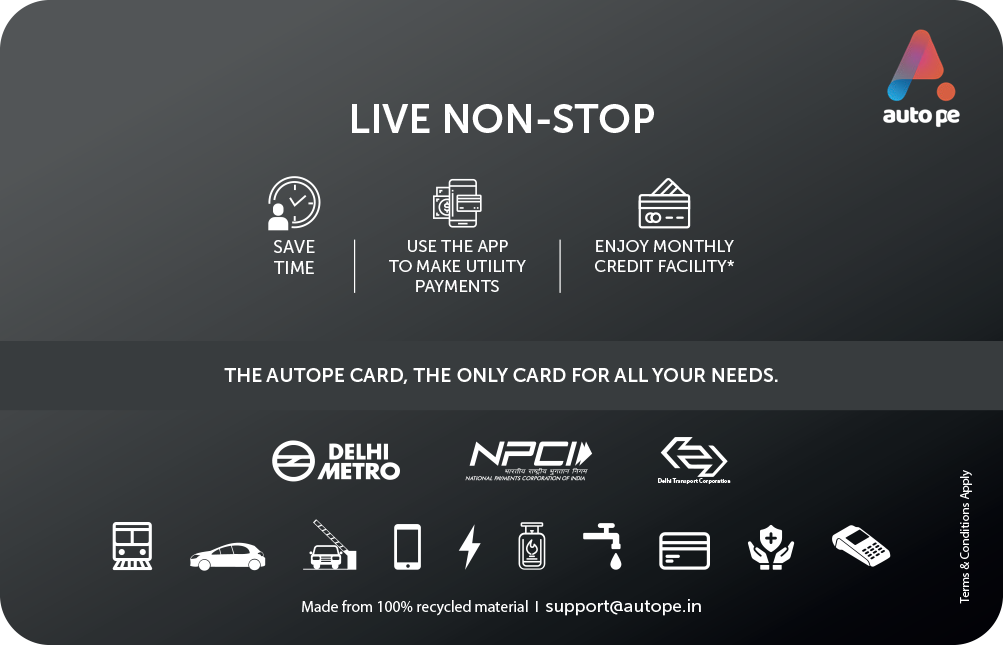 auto pe
LIVE NON-STOP
SAVE
TIME
USE THE APP
TO MAKE UTILITY
PAYMENTS
ENJOY MONTHLY
CREDIT FACILITY*
THE AUTOPE CARD, THE ONLY CARD FOR ALL YOUR NEEDS.
DELHI
METRO
NPCI
भारतीय राष्ट्रीय भुगतान निगम
NATIONAL PAYMENTS CORPORATION OF INDIA
Delhi Transport Corporation
Terms & Conditions Apply
Made from 100% recycled material I support@autope.in